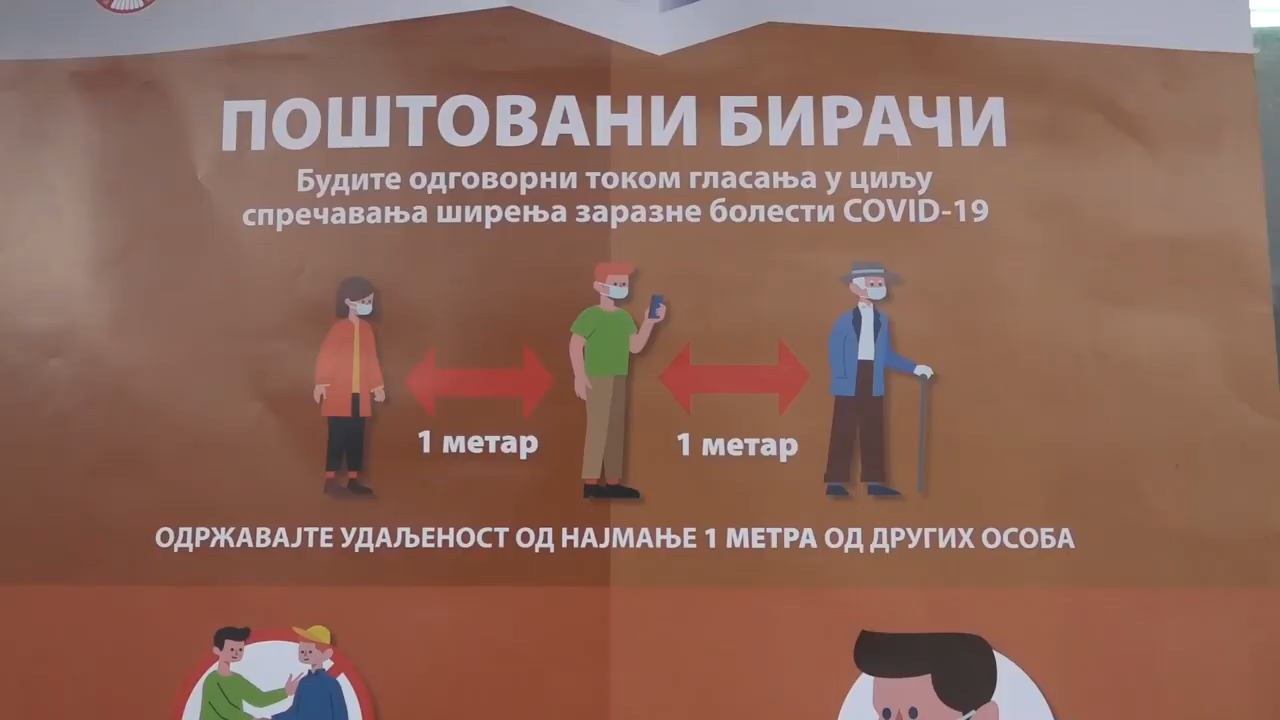 ПОШТОВАНИ БИРАЧИ
Будите одговорни током гласања у циљу
спречавања ширења заразне болести COVID-19
1 метар
1 метар
ОДРЖАВАЈТЕ УДАЉЕНОСТ ОД НАЈМАЊЕ 1 МЕТРА ОД ДРУГИХ ОСОБА